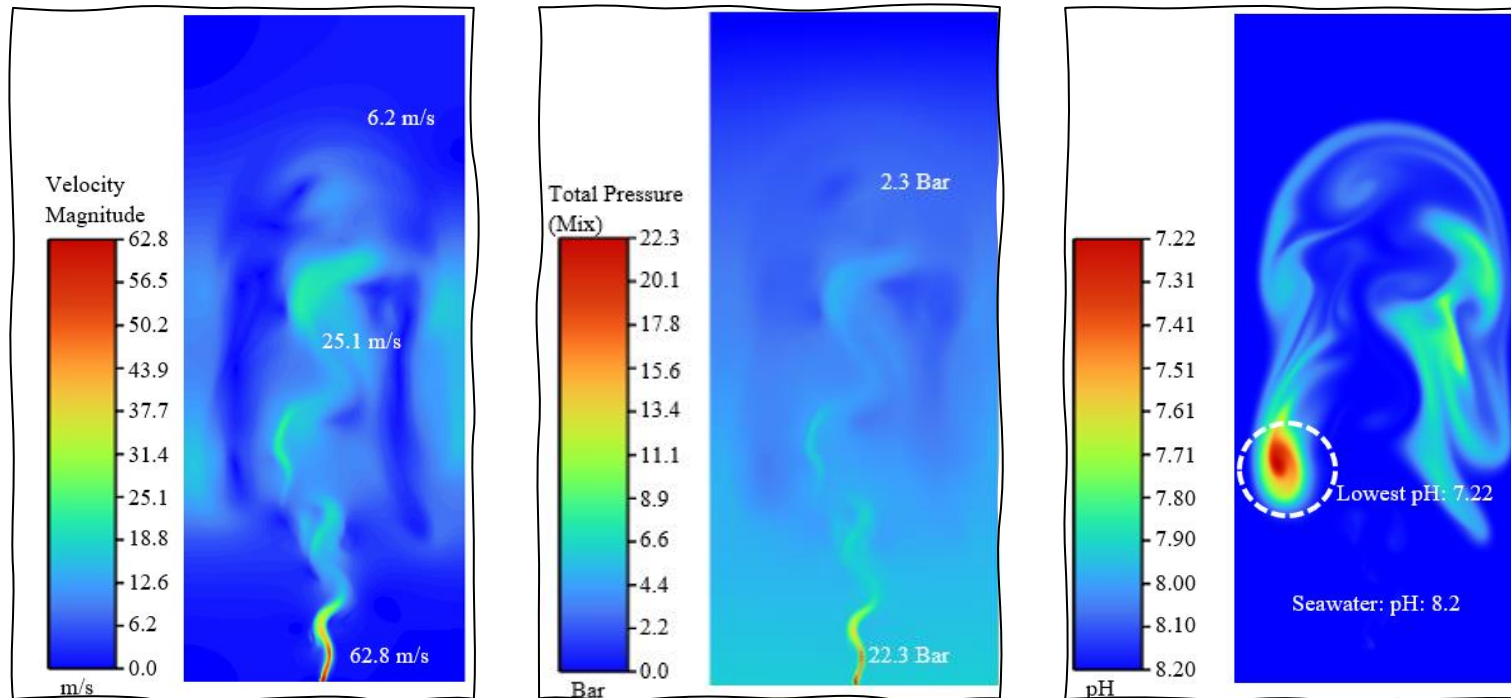 6.2 m/s
Velocity
Magnitude
62.8
56.5
50.2
43.9
37.7
31.4
25.1
18.8
12.6
6.2
0.0
m/s
25.1 m/s
62.8 m/s
2.3 Bar
Total Pressure
(Mix)
22.3
20.1
17.8
15.6
13.4
11.1
8.9
6.6
4.4
2.2
0.0
Bar
22.3 Bar
7.22
7.31
7.41
7.51
7.61
7.71
7.80
7.90
8.00
8.10
8.20
pH
Lowest pH: 7.22
Seawater: pH: 8.2